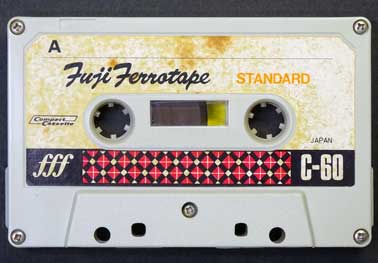 A
Fuji Ferrotape STANDARD
Compact Cassette
JAPAN
fff
C-60